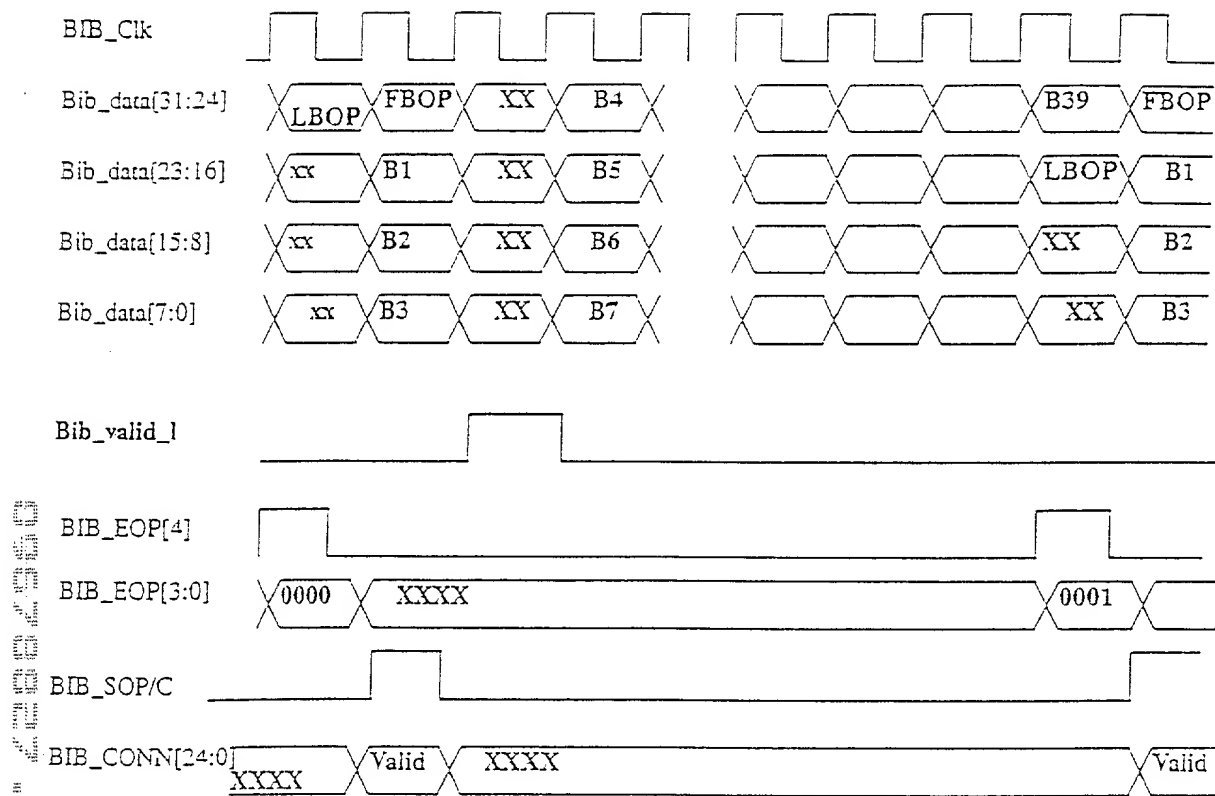 BIB_Clk
Bib_data[31:24] LBOP FBOP XX B4 B39 FBOP
Bib_data[23:16] xx B1 XX B5 LBOP B1
Bib_data[15:8] xx B2 XX B6 XX B2
Bib_data[7:0] xx B3 XX B7 XX B3
Bib_valid_l
BIB_EOP[4]
BIB_EOP[3:0] 0000 XXXX 0001
BIB_SOP/C
BIB_CONN[24:0] XXXX Valid XXXX Valid